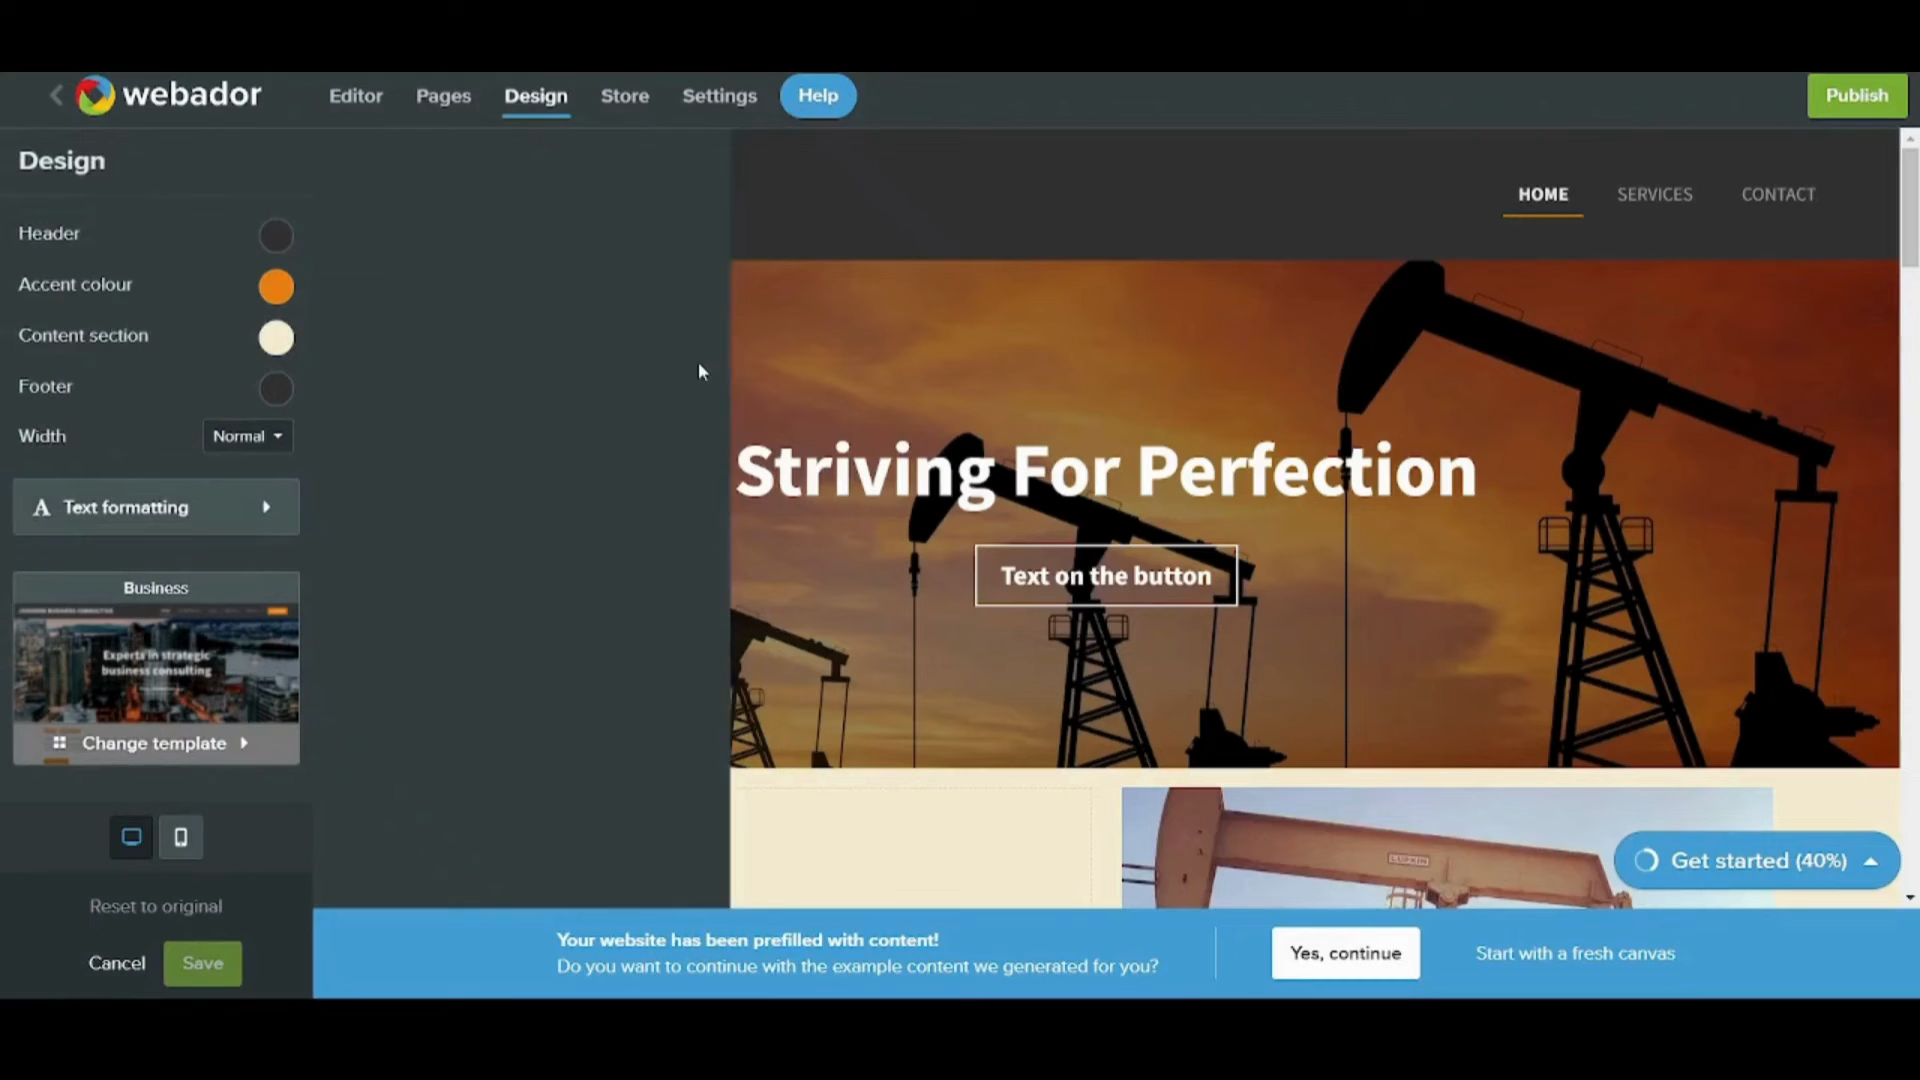 webador
Editor
Pages
Design
Store
Settings
Help
Publish
Design
Header
Accent colour
Content section
Footer
Width
Normal
A Text formatting
Business
Experts in strategic
business consulting
Change template
Reset to original
Cancel
Save
HOME
SERVICES
CONTACT
Striving For Perfection
Text on the button
LUFKIN
Get started (40%)
Your website has been prefilled with content!
Do you want to continue with the example content we generated for you?
Yes, continue
Start with a fresh canvas